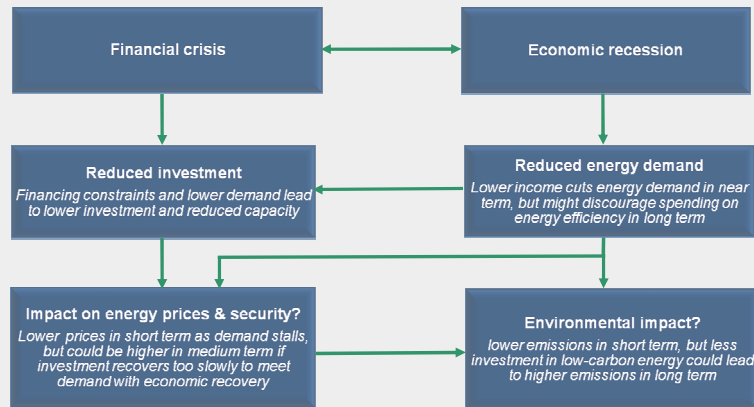 Financial crisis
Economic recession
Reduced investment
Financing constraints and lower demand lead
to lower investment and reduced capacity
Reduced energy demand
Lower income cuts energy demand in near
term, but might discourage spending on
energy efficiency in long term
Impact on energy prices & security?
Lower prices in short term as demand stalls,
but could be higher in medium term if
investment recovers too slowly to meet
demand with economic recovery
Environmental impact?
lower emissions in short term, but less
investment in low-carbon energy could lead
to higher emissions in long term